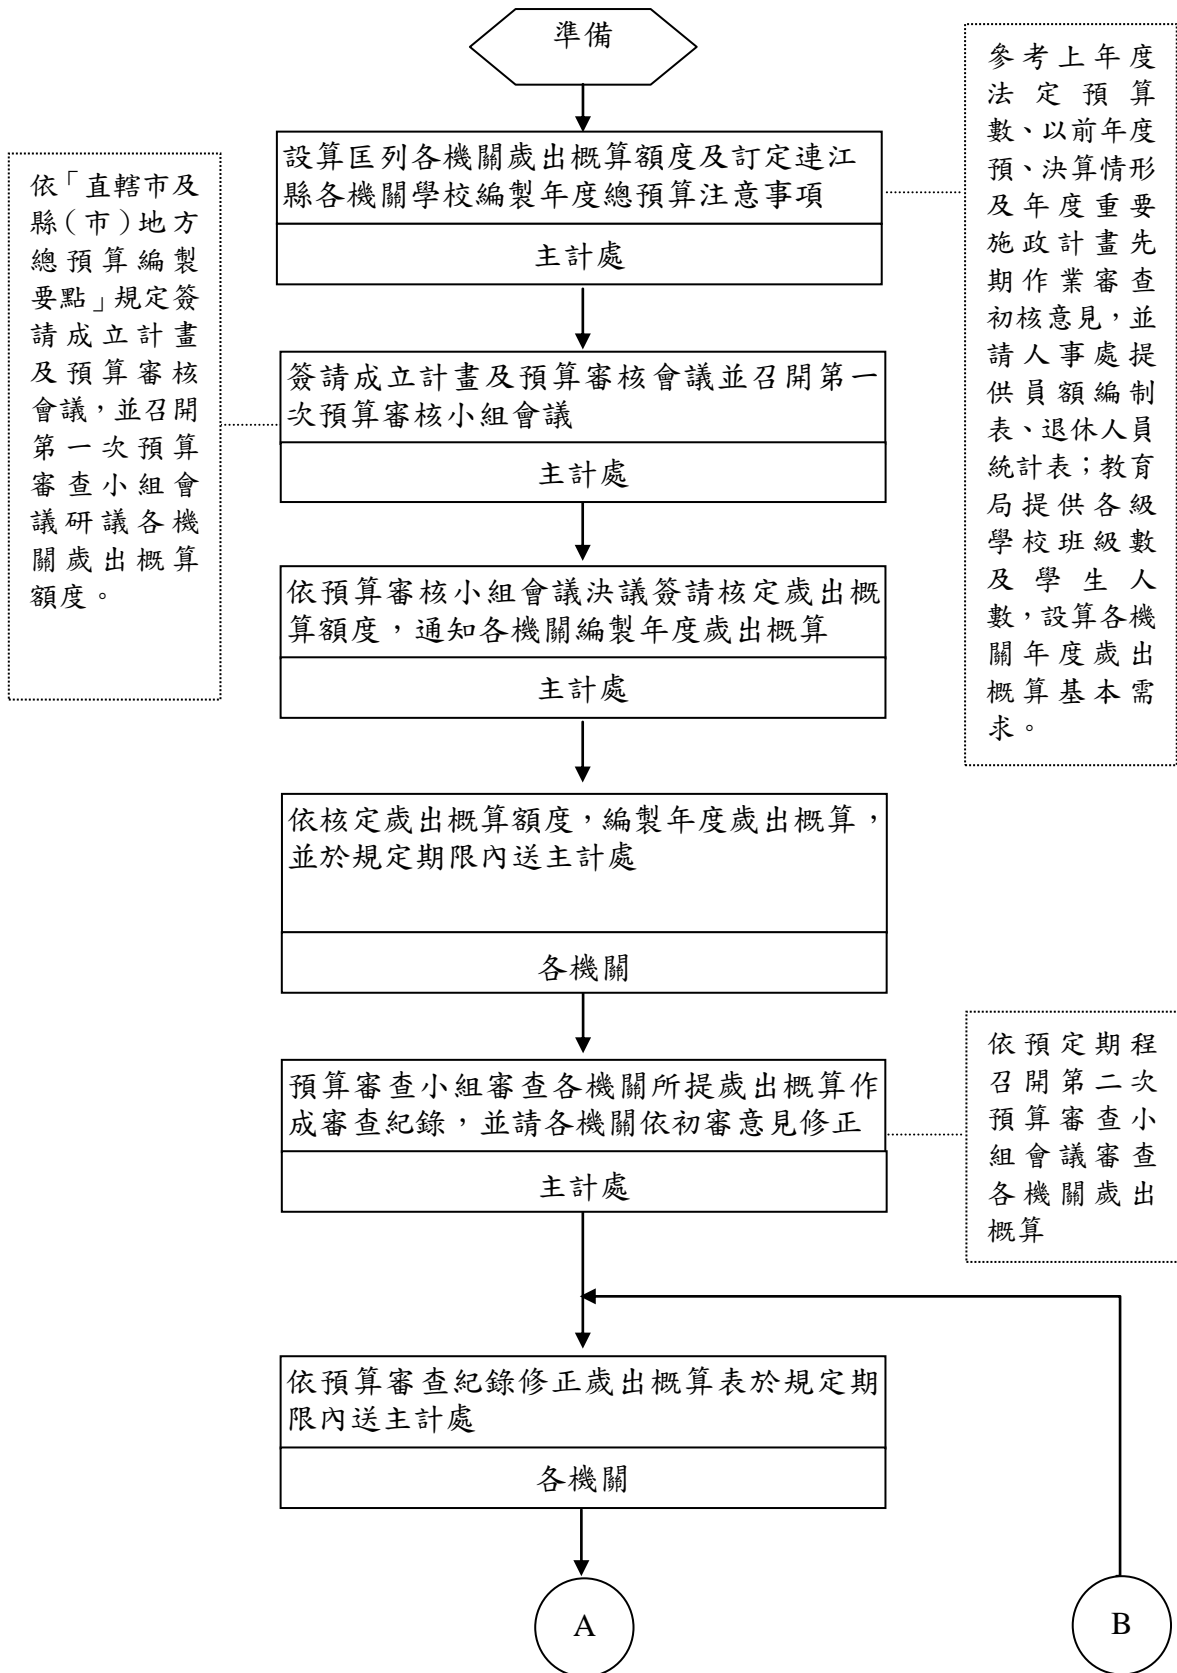 準備
參考上年度
法定預算
數、以前年度
預、決算情形
及年度重要
施政計畫先
期作業審查
初核意見，並
請人事處提
供員額編制
表、退休人員
統計表；教育
局提供各級
學校班級數
及學生人
數，設算各機
關年度歲出
概算基本需
求。
設算匡列各機關歲出概算額度及訂定連江
縣各機關學校編製年度總預算注意事項
主計處
依「直轄市及
縣（市）地方
總預算編製
要點」規定簽
請成立計畫
及預算審核
會議，並召開
第一次預算
審查小組會
議研議各機
關歲出概算
額度。
簽請成立計畫及預算審核會議並召開第一
次預算審核小組會議
主計處
依預算審核小組會議決議簽請核定歲出概
算額度，通知各機關編製年度歲出概算
主計處
依核定歲出概算額度，編製年度歲出概算，
並於規定期限內送主計處
各機關
預算審查小組審查各機關所提歲出概算作
成審查紀錄，並請各機關依初審意見修正
主計處
依預定期程
召開第二次
預算審查小
組會議審查
各機關歲出
概算
依預算審查紀錄修正歲出概算表於規定期
限內送主計處
各機關
A
B